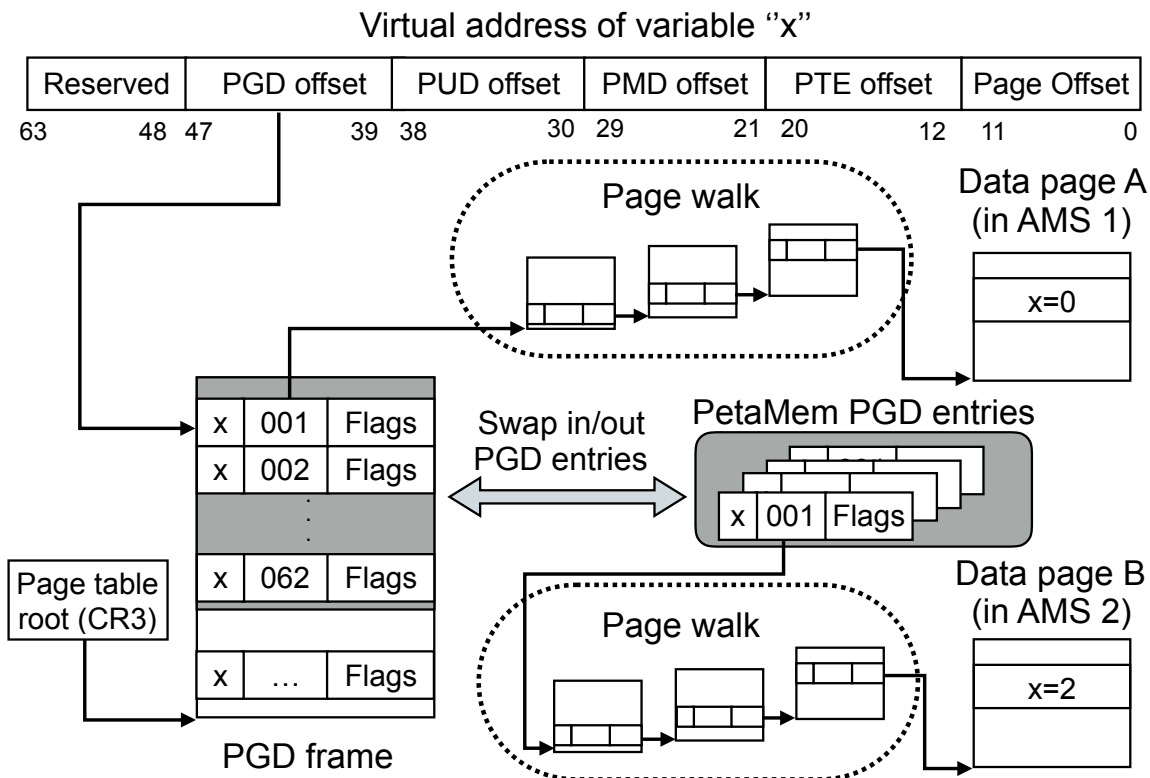 Virtual address of variable ‘‘x’’
Reserved PGD offset PUD offset PMD offset PTE offset Page Offset
63 48 47 39 38 30 29 21 20 12 11 0
Page walk
Data page A
(in AMS 1)
x=0
x 001 Flags
x 002 Flags
.
.
.
x 062 Flags
x … Flags
PGD frame
Swap in/out
PGD entries
PetaMem PGD entries
x 001 Flags
Page table
root (CR3)
Page walk
Data page B
(in AMS 2)
x=2